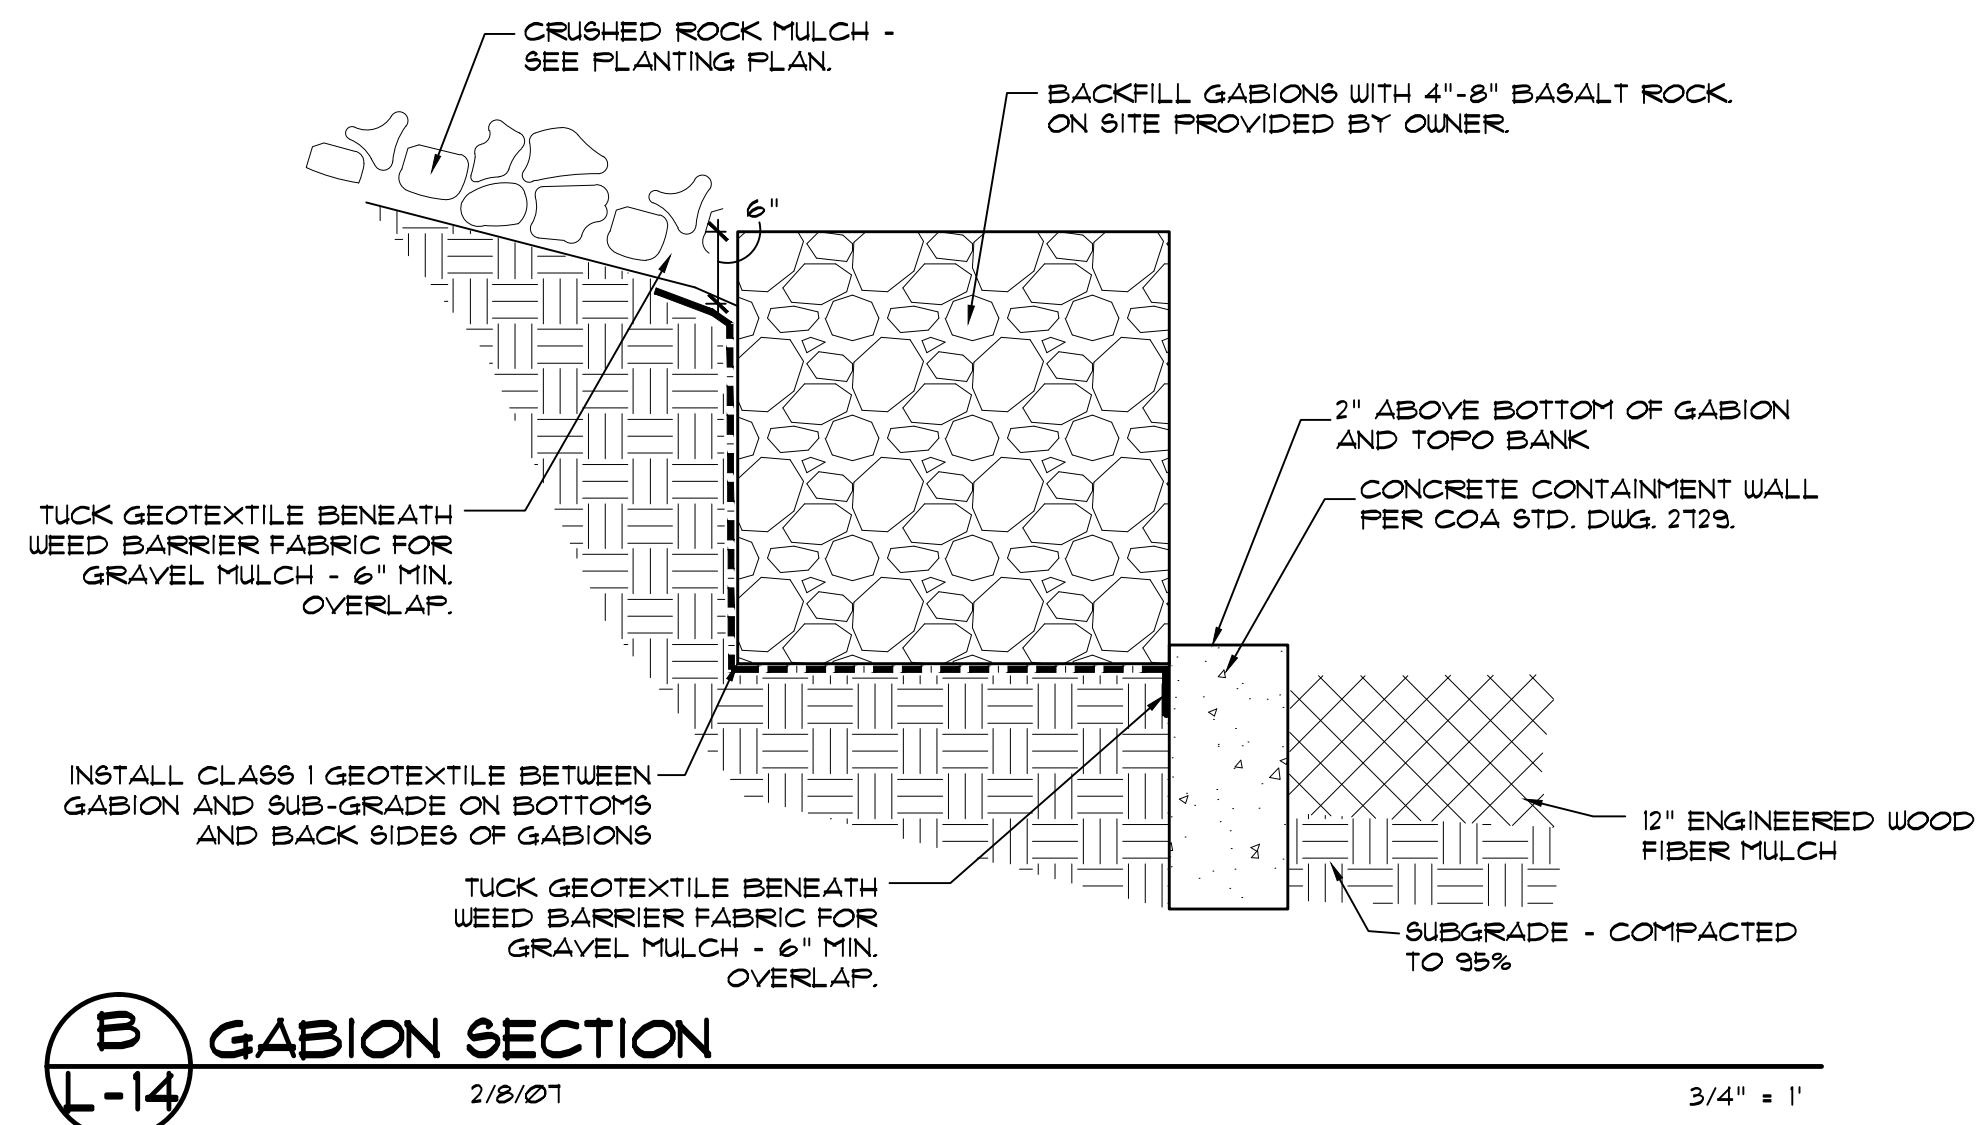 CRUSHED ROCK MULCH -
SEE PLANTING PLAN.
BACKFILL GABIONS WITH 4"-8" BASALT ROCK.
ON SITE PROVIDED BY OWNER.
6"
2" ABOVE BOTTOM OF GABION
AND TOPO BANK
CONCRETE CONTAINMENT WALL
PER COA STD. DWG. 2729.
TUCK GEOTEXTILE BENEATH
WEED BARRIER FABRIC FOR
GRAVEL MULCH - 6" MIN.
OVERLAP.
INSTALL CLASS 1 GEOTEXTILE BETWEEN
GABION AND SUB-GRADE ON BOTTOMS
AND BACK SIDES OF GABIONS
12" ENGINEERED WOOD
FIBER MULCH
TUCK GEOTEXTILE BENEATH
WEED BARRIER FABRIC FOR
GRAVEL MULCH - 6" MIN.
OVERLAP.
SUBGRADE - COMPACTED
TO 95%
B
L-14
GABION SECTION
2/8/07
3/4" = 1'